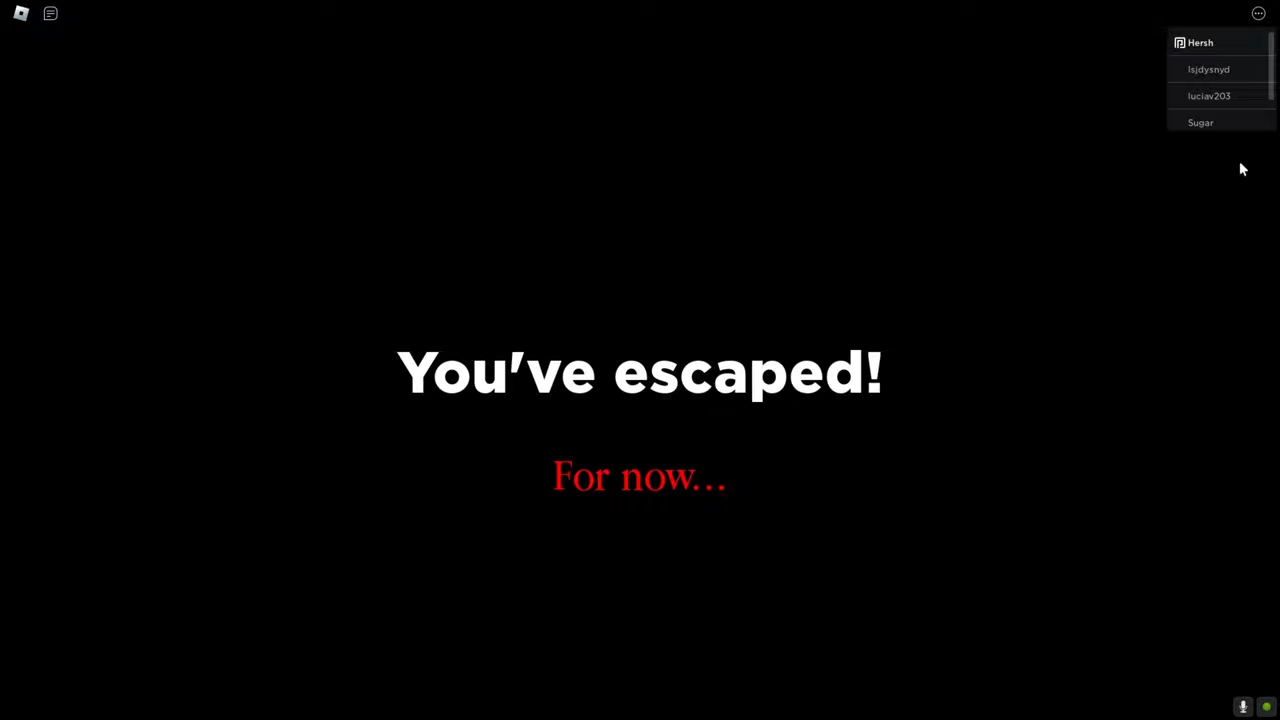 Hersh
lsjdysnyd
luciav203
Sugar
You've escaped!
For now...